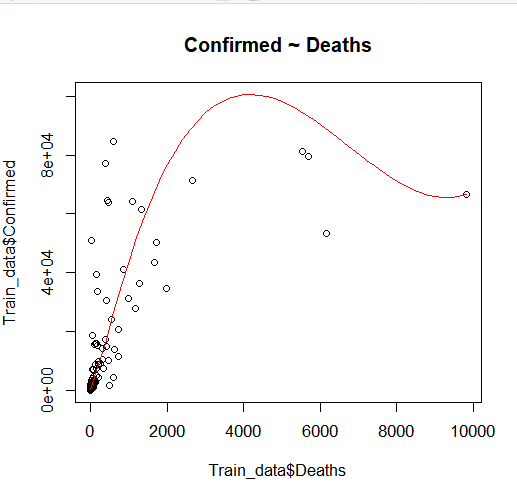 Confirmed ~ Deaths
Train_data$Confirmed
8e+04
4e+04
0e+00
0 2000 4000 6000 8000 10000
Train_data$Deaths